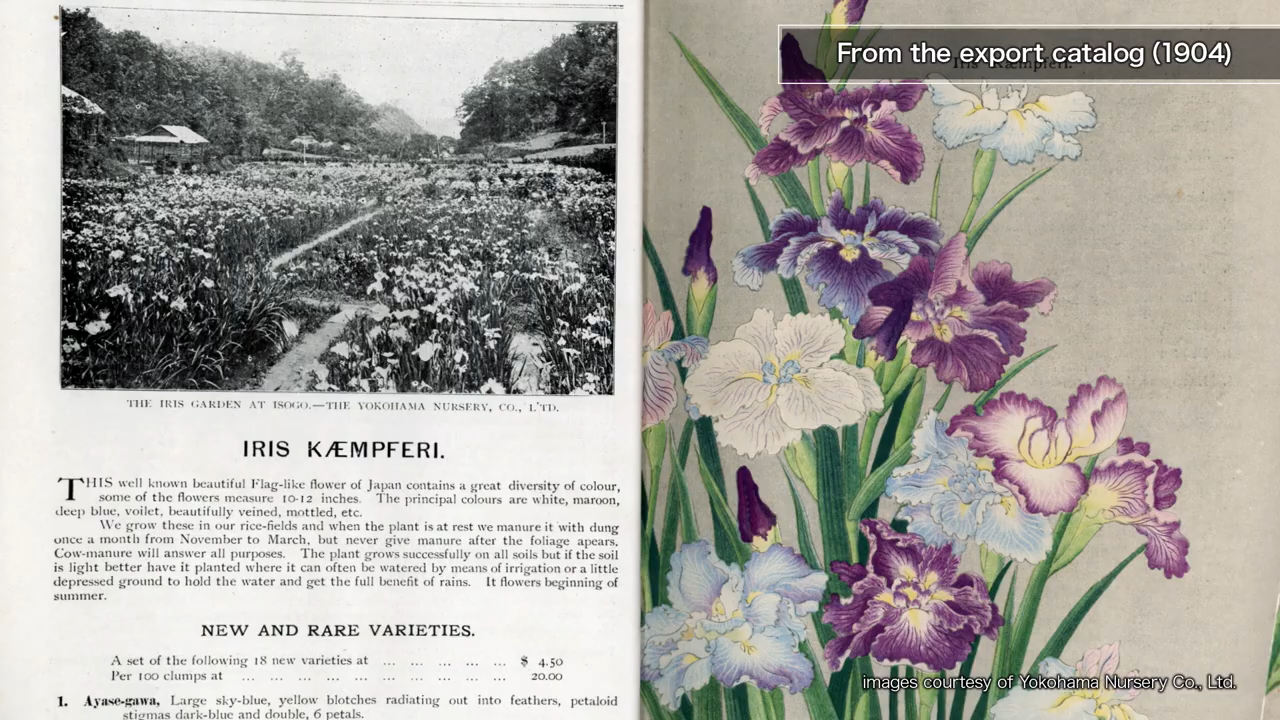 From the export catalog (1904)
Iris Kæmpferi.
THE IRIS GARDEN AT ISOGO.—THE YOKOHAMA NURSERY, CO., L'TD.
IRIS KÆMPFERI.
THIS well known beautiful Flag-like flower of Japan contains a great diversity of colour,
some of the flowers measure 10-12 inches. The principal colours are white, maroon,
deep blue, voilet, beautifully veined, mottled, etc.
We grow these in our rice-fields and when the plant is at rest we manure it with dung
once a month from November to March, but never give manure after the foliage apears,
Cow-manure will answer all purposes. The plant grows successfully on all soils but if the soil
is light better have it planted where it can often be watered by means of irrigation or a little
depressed ground to hold the water and get the full benefit of rains. It flowers beginning of
summer.
NEW AND RARE VARIETIES.
A set of the following 18 new varieties at ... ... ... ... ... $ 4.50
Per 100 clumps at ... ... ... ... ... ... ... 20.00
1. Ayase-gawa, Large sky-blue, yellow blotches radiating out into feathers, petaloid
stigmas dark-blue and double, 6 petals.
images courtesy of Yokohama Nursery Co., Ltd.